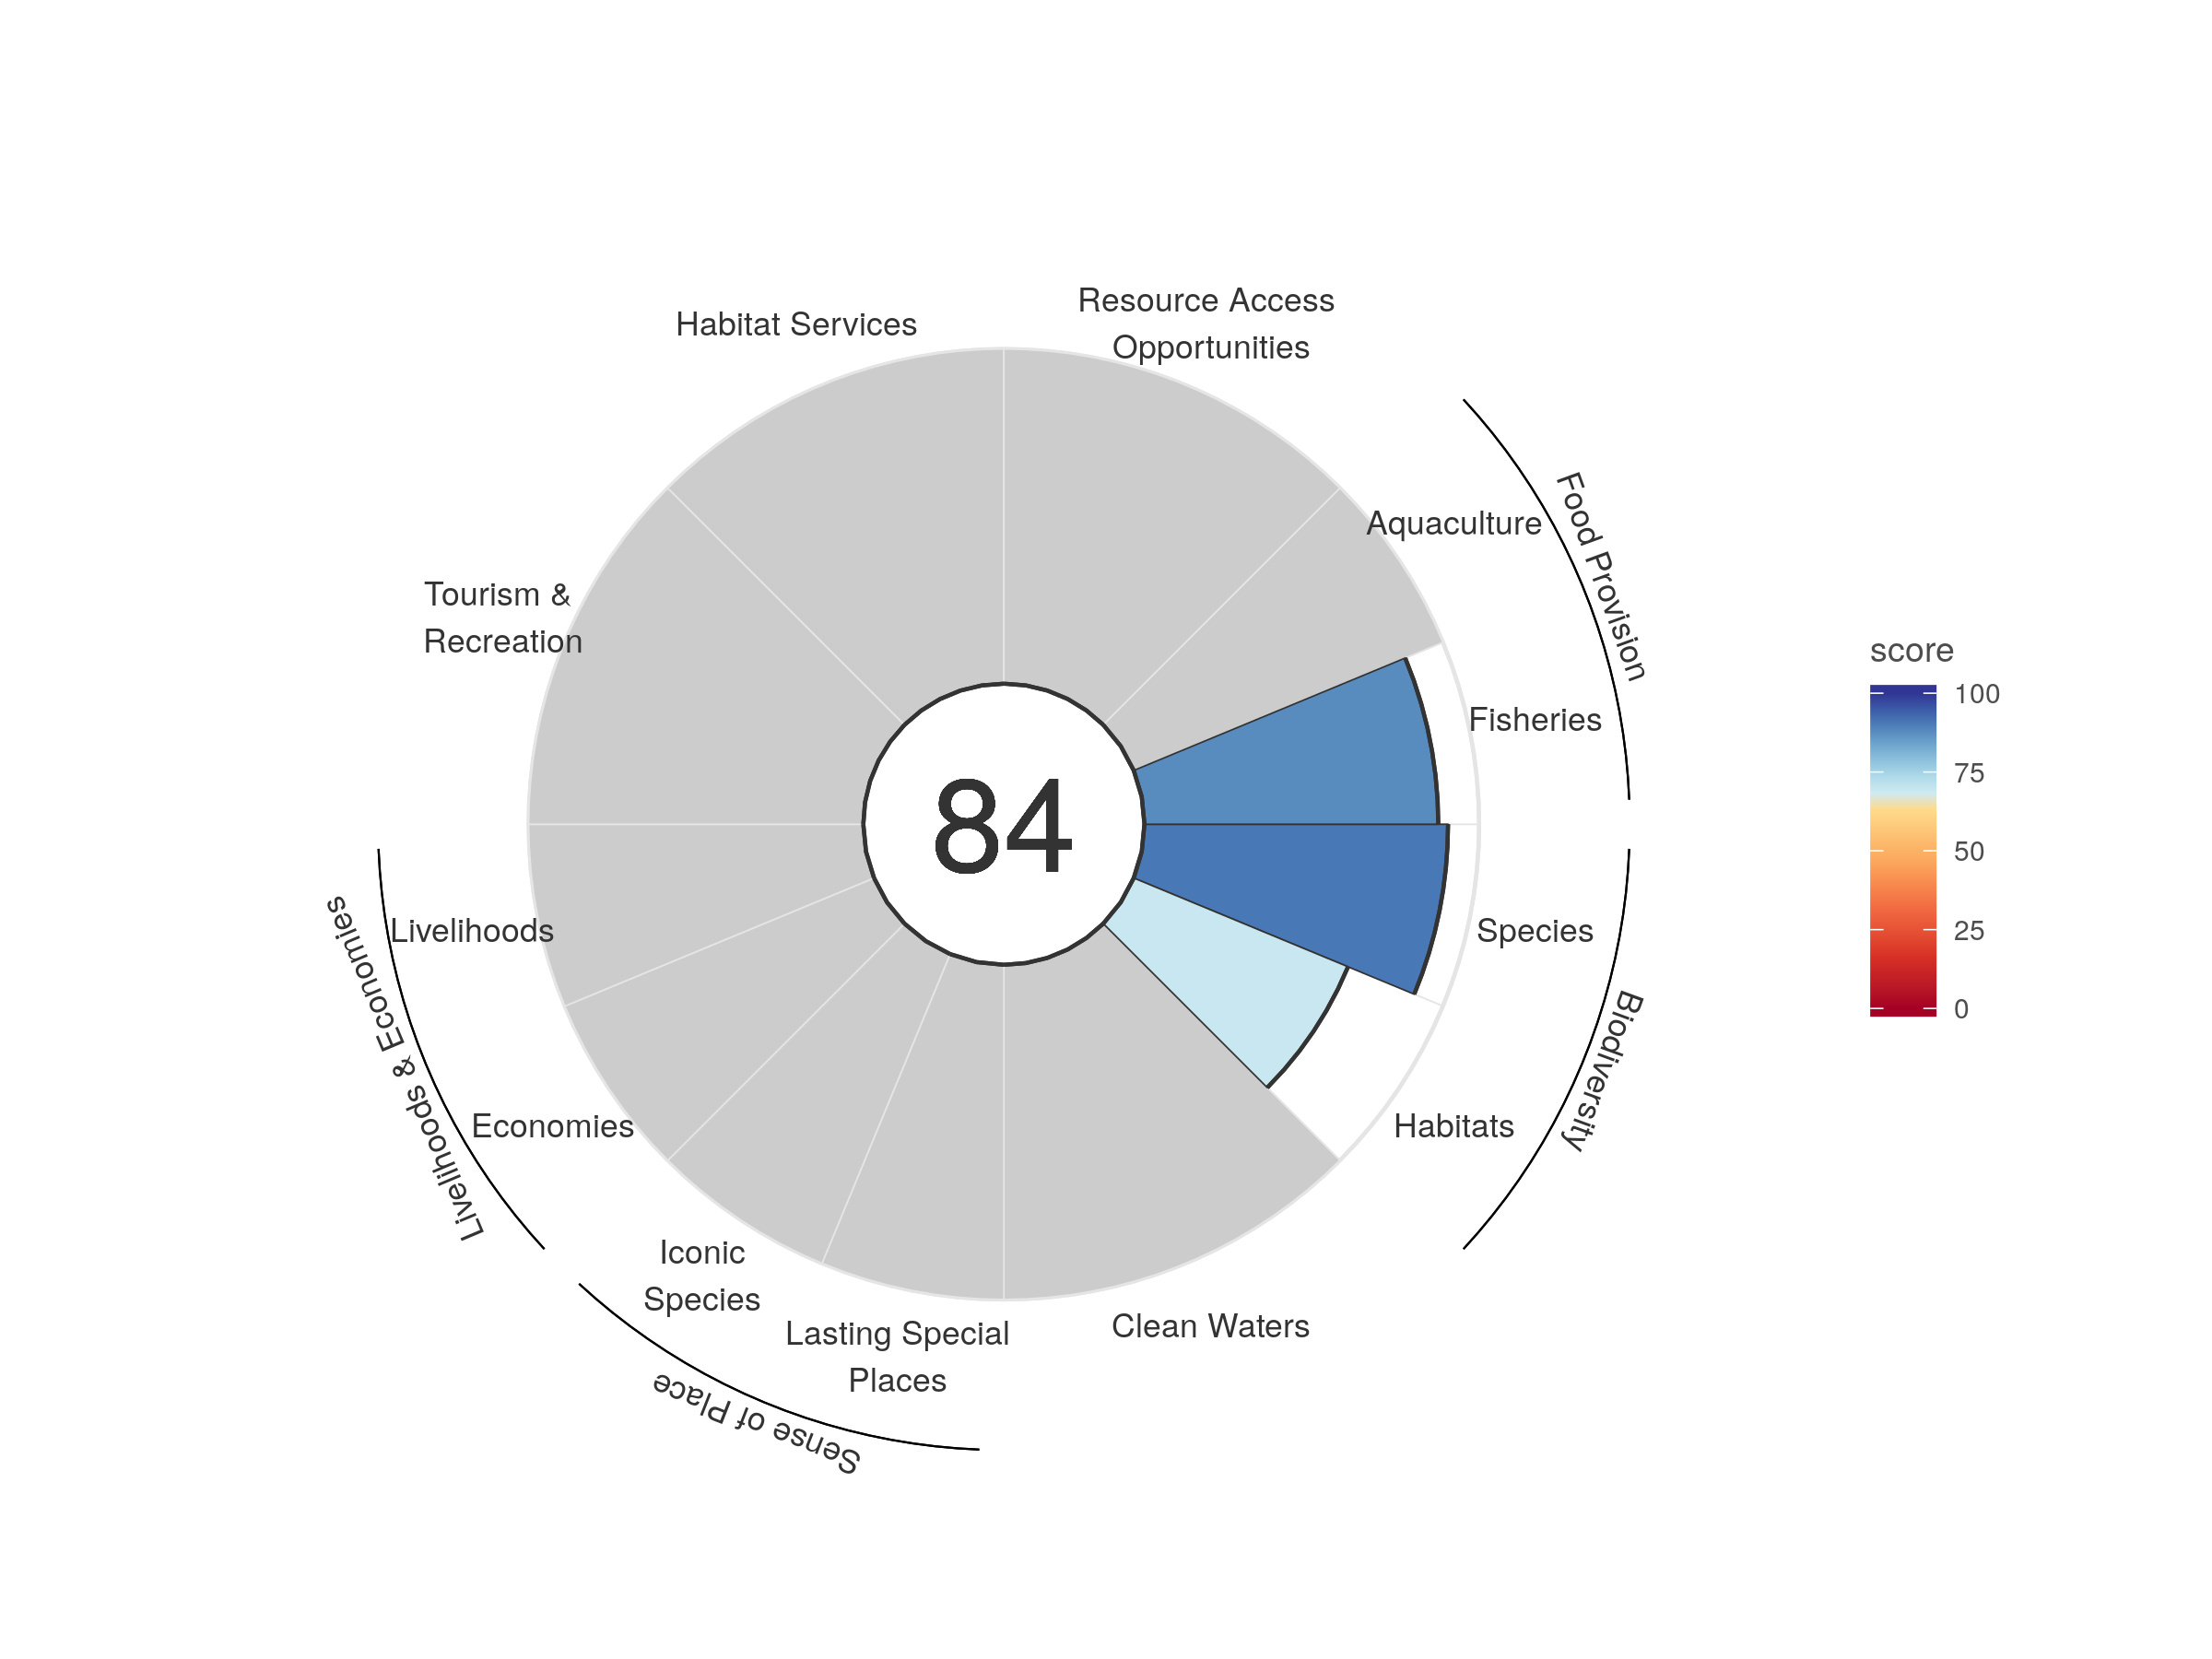 Resource Access
Opportunities
Habitat Services
Aquaculture
Food Provision
Tourism &
Recreation
Fisheries
score
100
75
50
25
0
84
Livelihoods
Species
Livelihoods & Economies
Biodiversity
Economies
Habitats
Iconic
Species
Lasting Special
Places
Clean Waters
Sense of Place